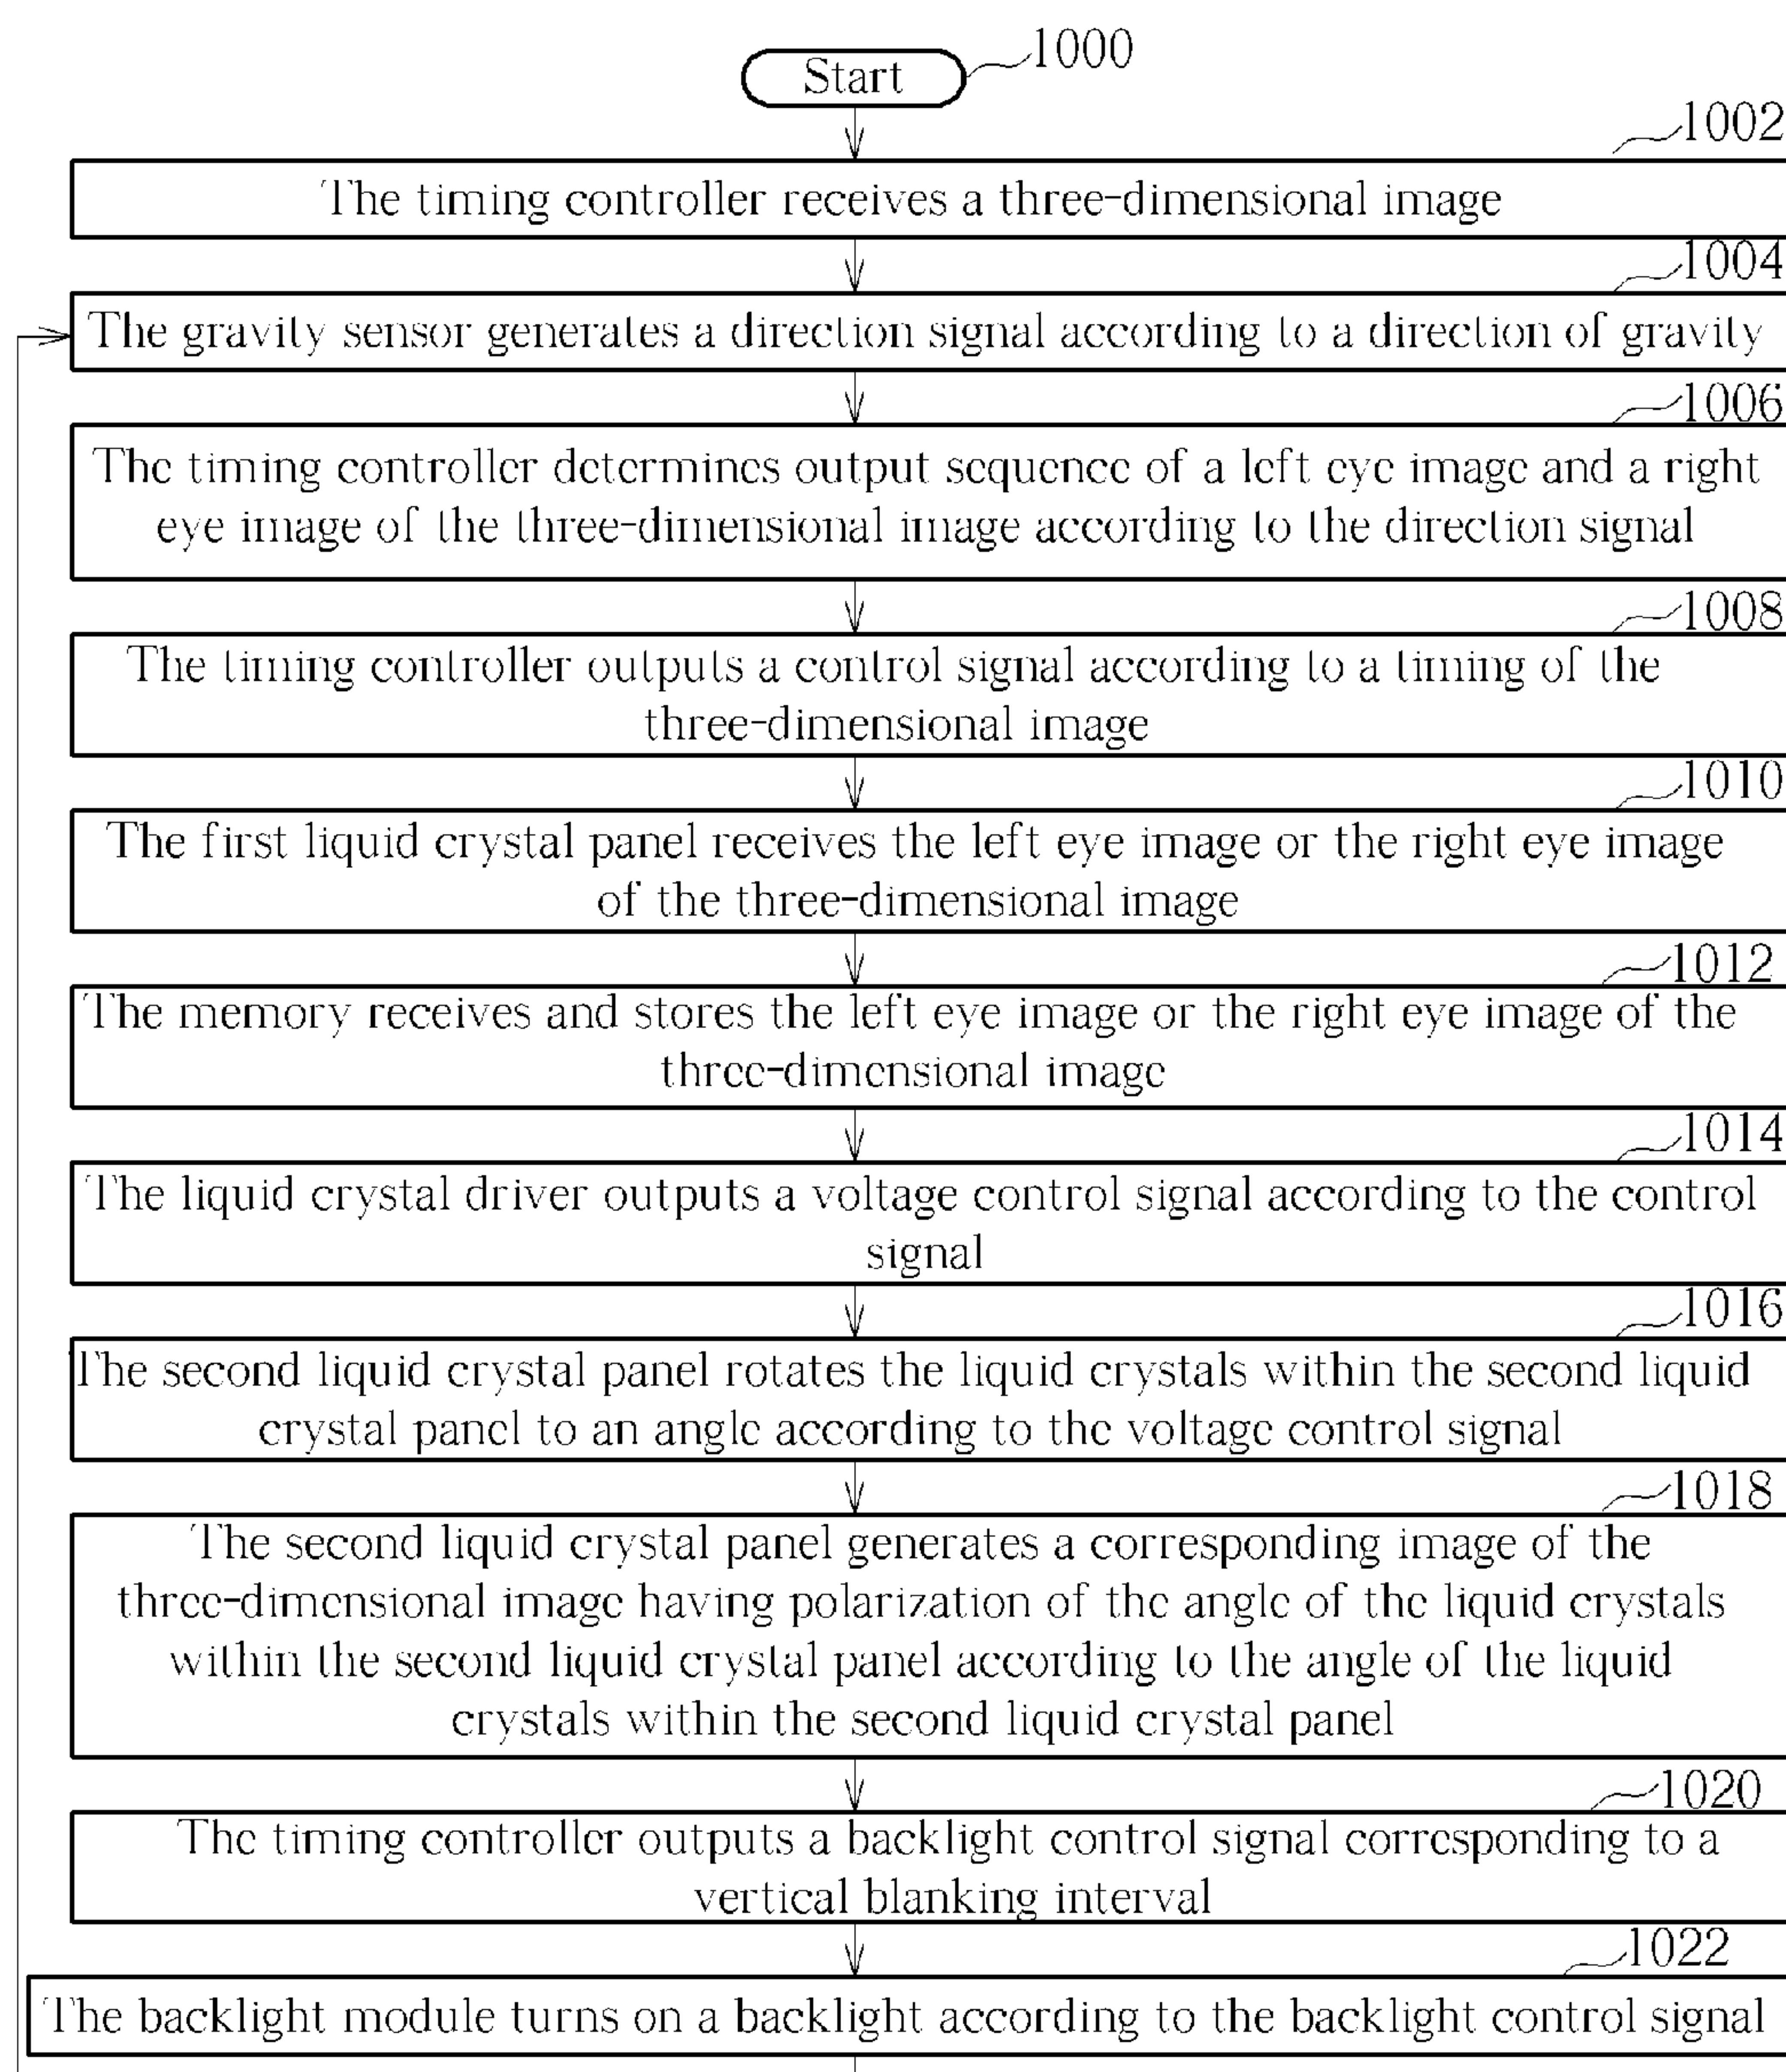 Start
1000
1002
The timing controller receives a three-dimensional image
1004
The gravity sensor generates a direction signal according to a direction of gravity
1006
The timing controller determines output sequence of a left eye image and a right
eye image of the three-dimensional image according to the direction signal
1008
The timing controller outputs a control signal according to a timing of the
three-dimensional image
1010
The first liquid crystal panel receives the left eye image or the right eye image
of the three-dimensional image
1012
The memory receives and stores the left eye image or the right eye image of the
three-dimensional image
1014
The liquid crystal driver outputs a voltage control signal according to the control
signal
1016
The second liquid crystal panel rotates the liquid crystals within the second liquid
crystal panel to an angle according to the voltage control signal
1018
The second liquid crystal panel generates a corresponding image of the
three-dimensional image having polarization of the angle of the liquid crystals
within the second liquid crystal panel according to the angle of the liquid
crystals within the second liquid crystal panel
1020
The timing controller outputs a backlight control signal corresponding to a
vertical blanking interval
1022
The backlight module turns on a backlight according to the backlight control signal